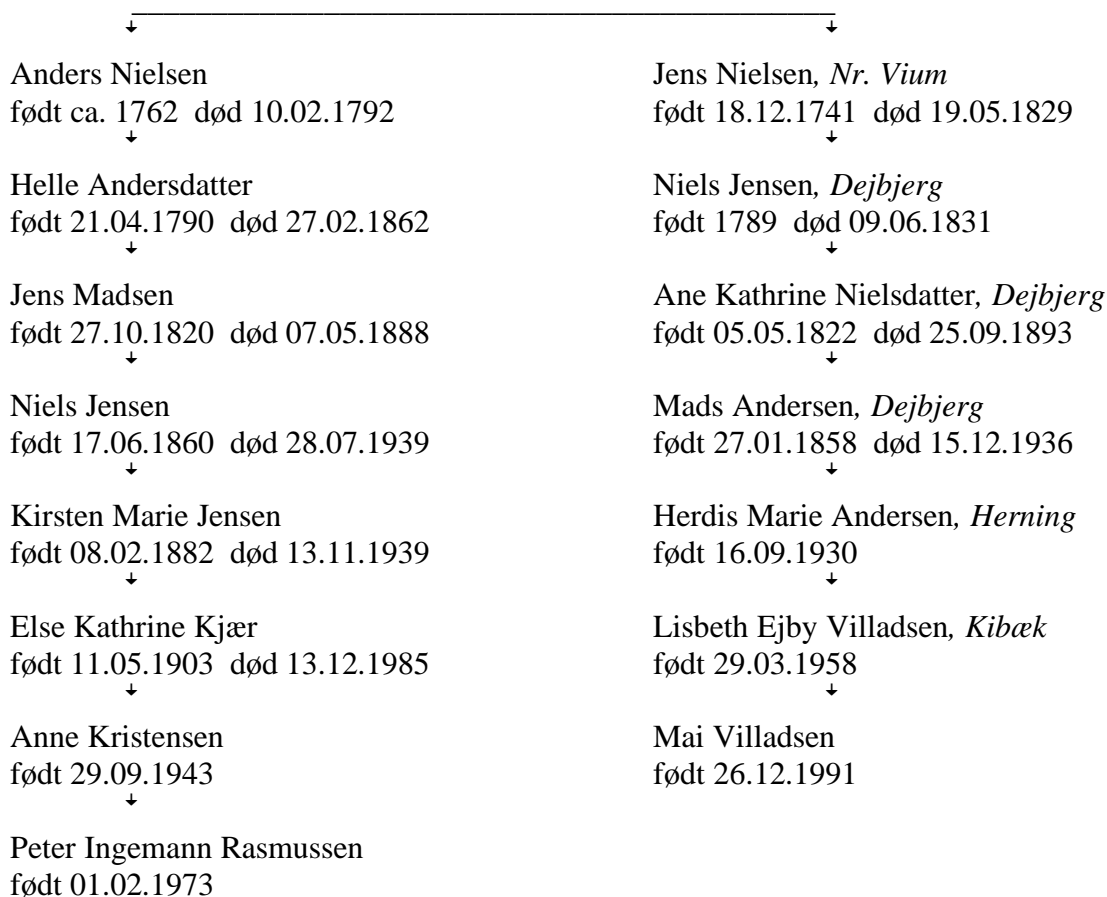 Anders Nielsen
født ca. 1762  død 10.02.1792
Helle Andersdatter
født 21.04.1790  død 27.02.1862
Jens Madsen
født 27.10.1820  død 07.05.1888
Niels Jensen
født 17.06.1860  død 28.07.1939
Kirsten Marie Jensen
født 08.02.1882  død 13.11.1939
Else Kathrine Kjær
født 11.05.1903  død 13.12.1985
Anne Kristensen
født 29.09.1943
Peter Ingemann Rasmussen
født 01.02.1973
Jens Nielsen, Nr. Vium
født 18.12.1741  død 19.05.1829
Niels Jensen, Dejbjerg
født 1789  død 09.06.1831
Ane Kathrine Nielsdatter, Dejbjerg
født 05.05.1822  død 25.09.1893
Mads Andersen, Dejbjerg
født 27.01.1858  død 15.12.1936
Herdis Marie Andersen, Herning
født 16.09.1930
Lisbeth Ejby Villadsen, Kibæk
født 29.03.1958
Mai Villadsen
født 26.12.1991